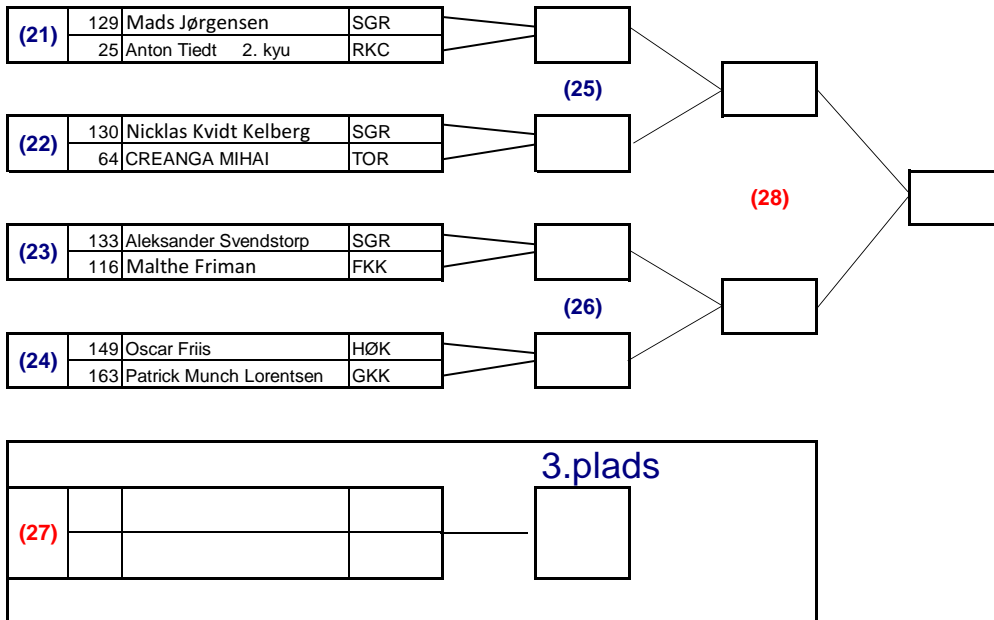 (21) 129 Mads Jørgensen SGR
25 Anton Tiedt 2. kyu RKC
(25)
(22) 130 Nicklas Kvidt Kelberg SGR
64 CREANGA MIHAI TOR
(28)
(23) 133 Aleksander Svendstorp SGR
116 Malthe Friman FKK
(26)
(24) 149 Oscar Friis HØK
163 Patrick Munch Lorentsen GKK
3.plads
(27)